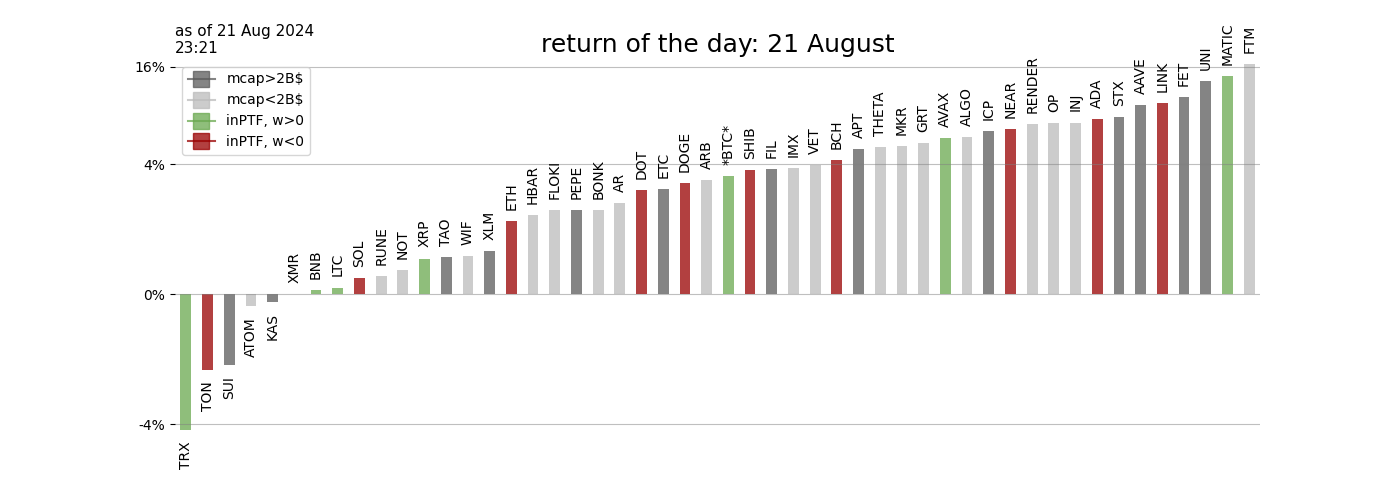 as of 21 Aug 2024
23:21
return of the day: 21 August
16%
4%
0%
-4%
mcap>2B$
mcap<2B$
inPTF, w>0
inPTF, w<0
TRX
TON
SUI
ATOM
KAS
XMR
BNB
LTC
SOL
RUNE
NOT
XRP
TAO
WIF
XLM
ETH
HBAR
FLOKI
PEPE
BONK
AR
DOT
ETC
DOGE
ARB
*BTC*
SHIB
FIL
IMX
VET
BCH
APT
THETA
MKR
GRT
AVAX
ALGO
ICP
NEAR
RENDER
OP
INJ
ADA
STX
AAVE
LINK
FET
UNI
MATIC
FTM